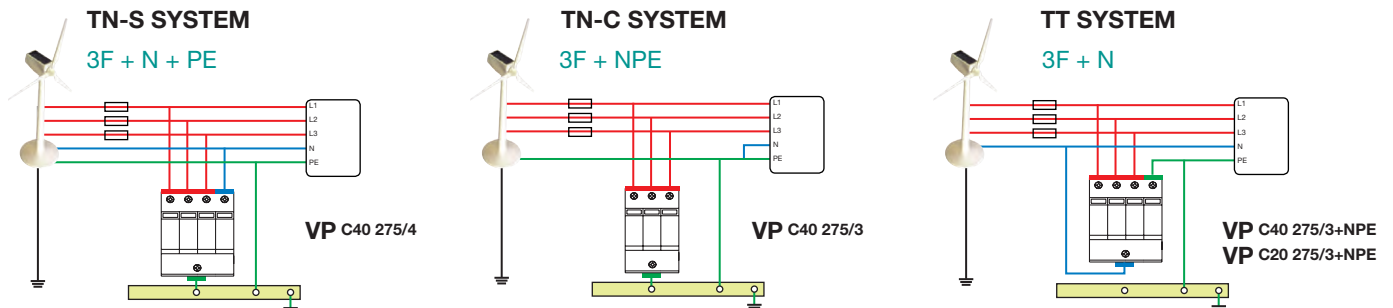 TN-S SYSTEM
3F + N + PE
L1
L2
L3
N
PE
VP C40 275/4
TN-C SYSTEM
3F + NPE
L1
L2
L3
N
PE
VP C40 275/3
TT SYSTEM
3F + N
L1
L2
L3
N
PE
VP C40 275/3+NPE
VP C20 275/3+NPE